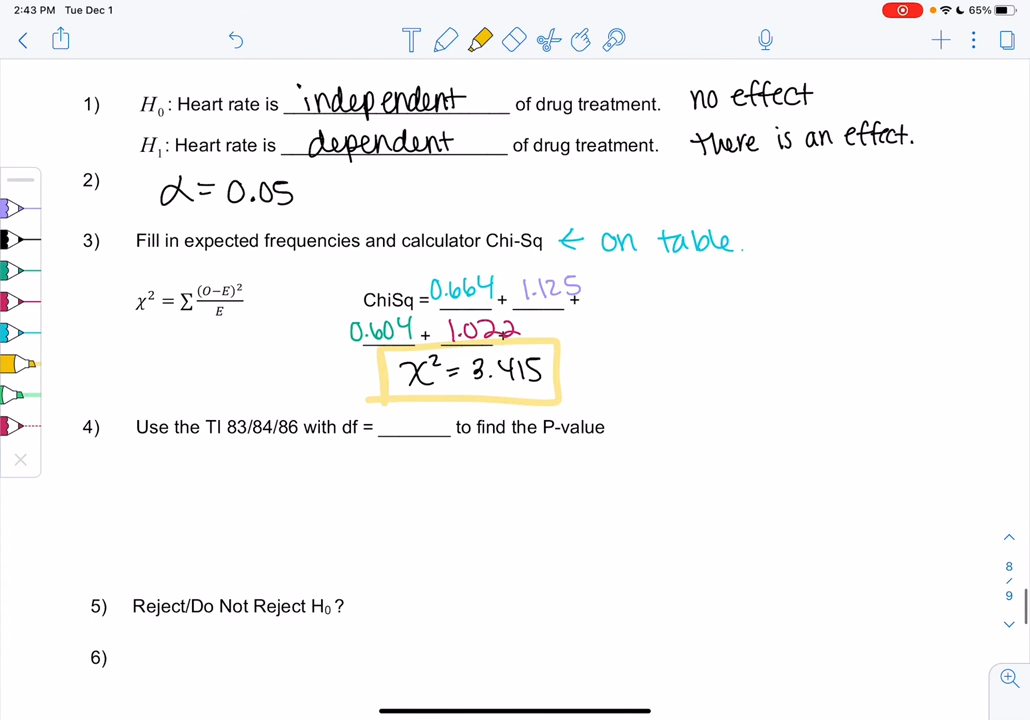 2:43 PM Tue Dec 1 65%
1) H₀: Heart rate is independent of drug treatment. no effect
H₁: Heart rate is dependent of drug treatment. there is an effect.
2) α = 0.05
3) Fill in expected frequencies and calculator Chi-Sq ← on table.
χ² = Σ (O−E)²/E ChiSq = 0.664 + 1.125 +
0.604 + 1.022
χ² = 3.415
4) Use the TI 83/84/86 with df = ________ to find the P-value
8
/
9
5) Reject/Do Not Reject H₀ ?
6)